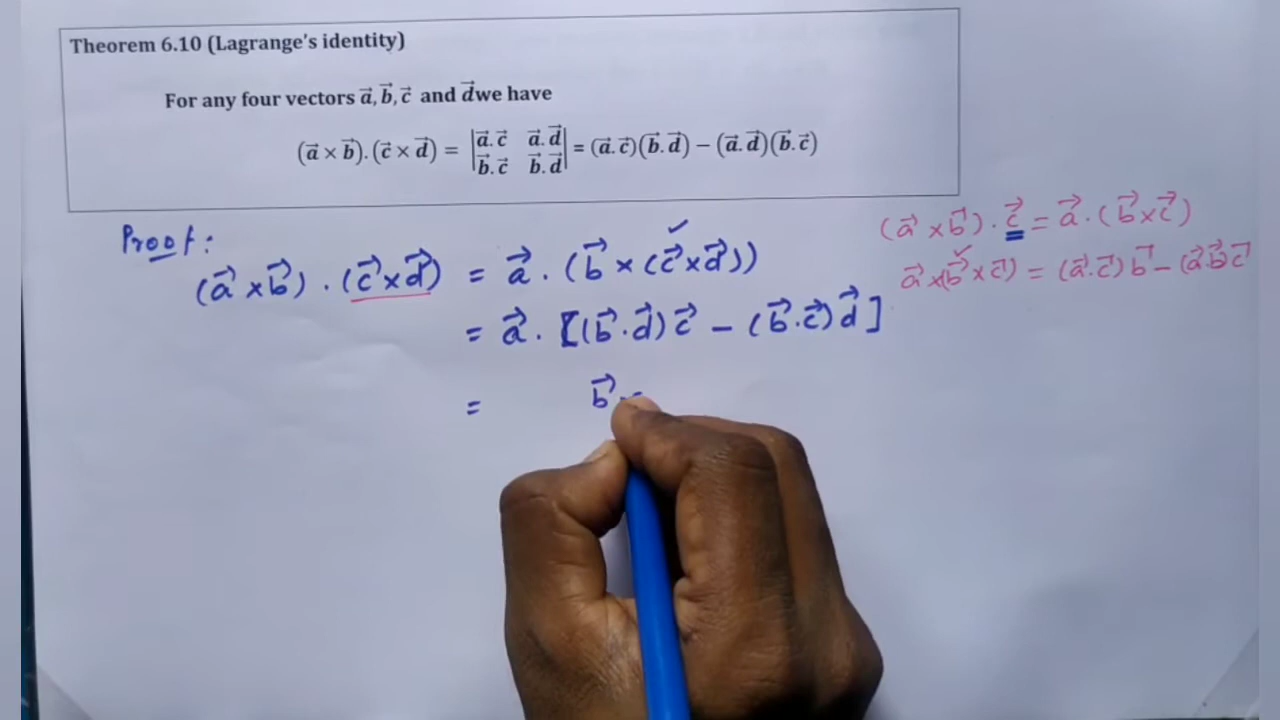 Theorem 6.10 (Lagrange's identity)
For any four vectors a⃗, b⃗, c⃗ and d⃗we have
(a⃗ × b⃗). (c⃗ × d⃗) = |a⃗. c⃗ a⃗. d⃗| = (a⃗. c⃗)(b⃗. d⃗) − (a⃗. d⃗)(b⃗. c⃗)
|b⃗. c⃗ b⃗. d⃗|
(a⃗ × b⃗) . c⃗ = a⃗ . (b⃗ × c⃗)
Proof :
(a⃗ × b⃗) . (c⃗ × d⃗) = a⃗ . (b⃗ × (c⃗ × d⃗))
a⃗ × (b⃗ × c⃗) = (a⃗ . c⃗) b⃗ − (a⃗ . b⃗ c⃗
= a⃗ . [(b⃗ . d⃗) c⃗ − (b⃗ . c⃗) d⃗ ]
= b⃗ .